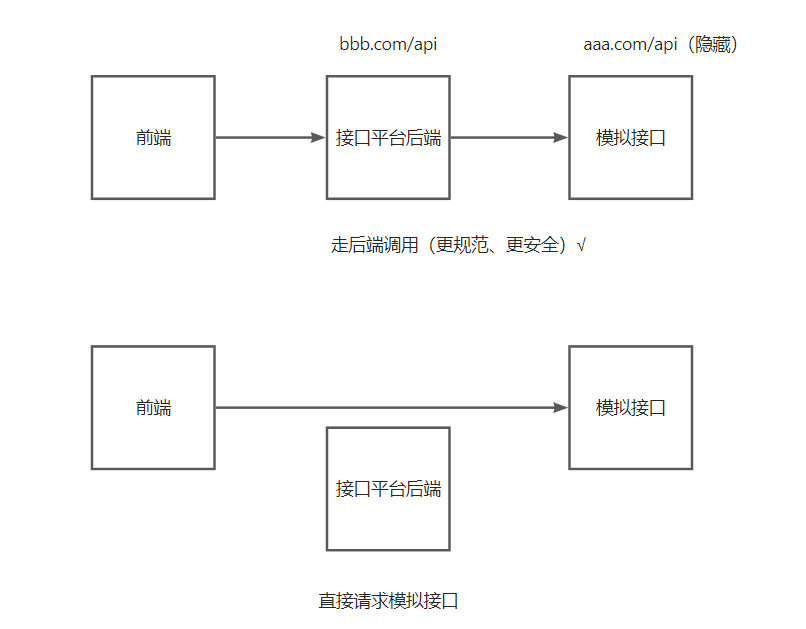 bbb.com/api
aaa.com/api（隐藏）
前端
接口平台后端
模拟接口
走后端调用（更规范、更安全）√
前端
模拟接口
接口平台后端
直接请求模拟接口